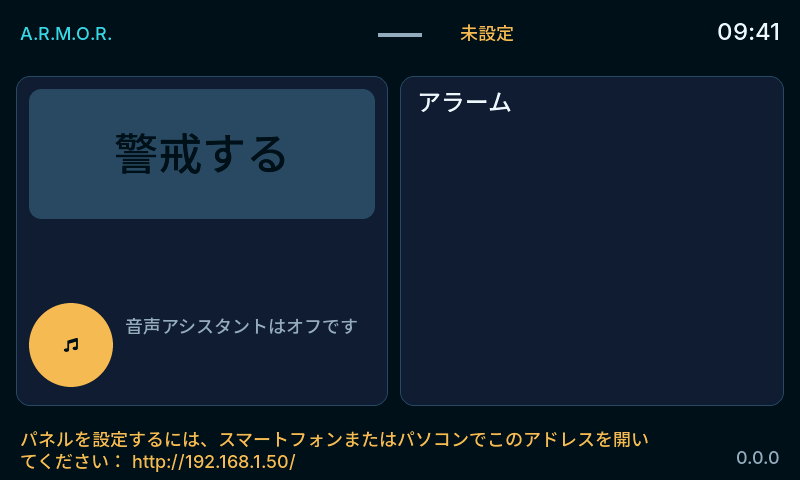 A.R.M.O.R.
未設定
09:41
警戒する
アラーム
音声アシスタントはオフです
パネルを設定するには、スマートフォンまたはパソコンでこのアドレスを開い
てください： http://192.168.1.50/
0.0.0